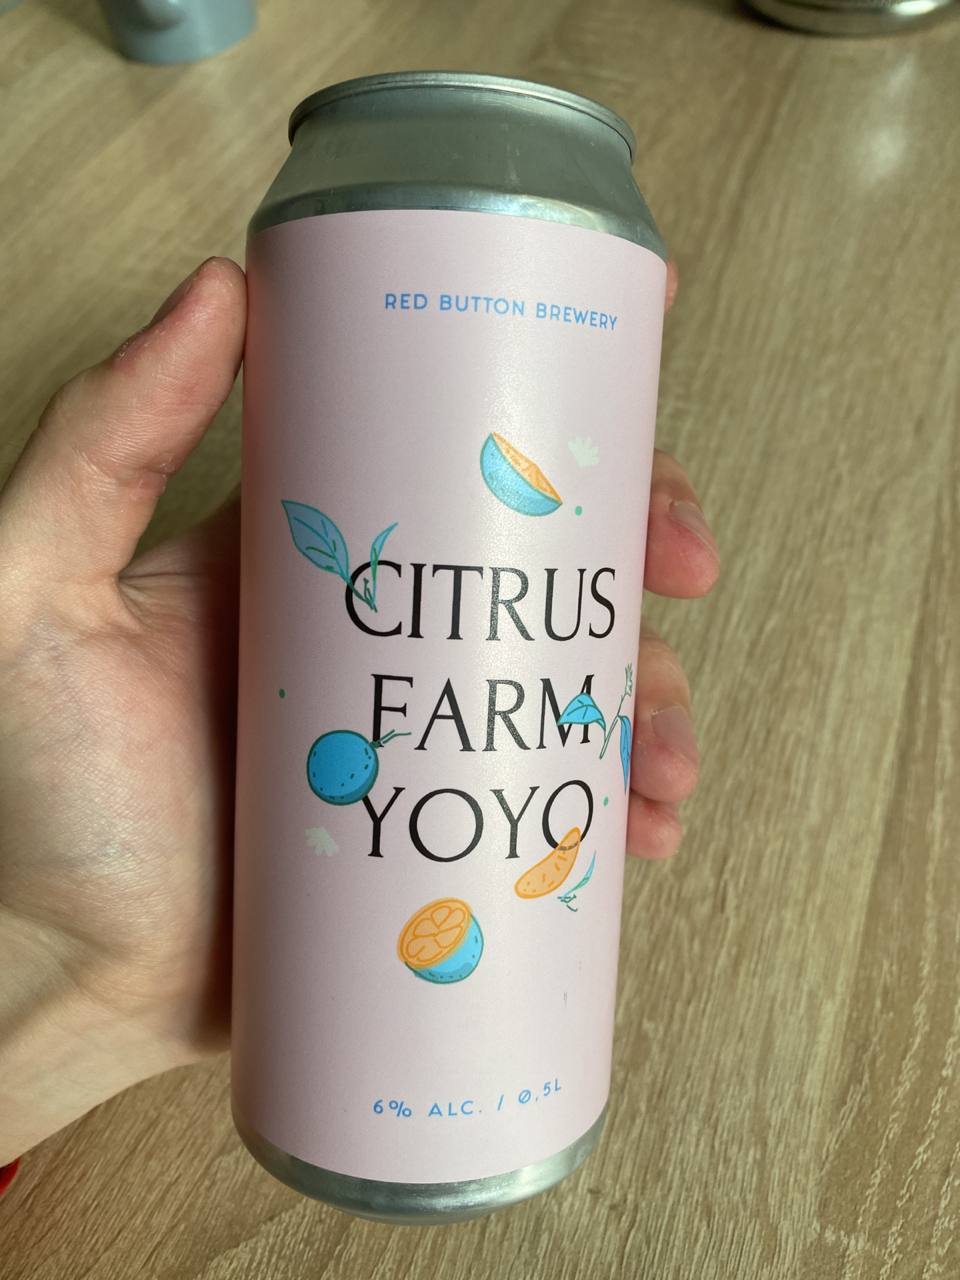 RED BUTTON BREWERY
CITRUS
FARM
YOYO
6% ALC. / 0,5L